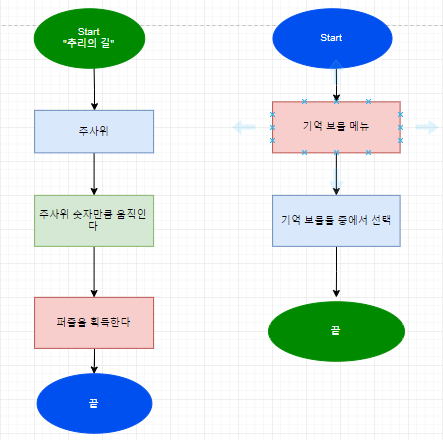 Start
"추리의 길"
주사위
주사위 숫자만큼 움직인
다
퍼즐을 획득한다
끝
Start
기억 보물 메뉴
기억 보물들 중에서 선택
끝